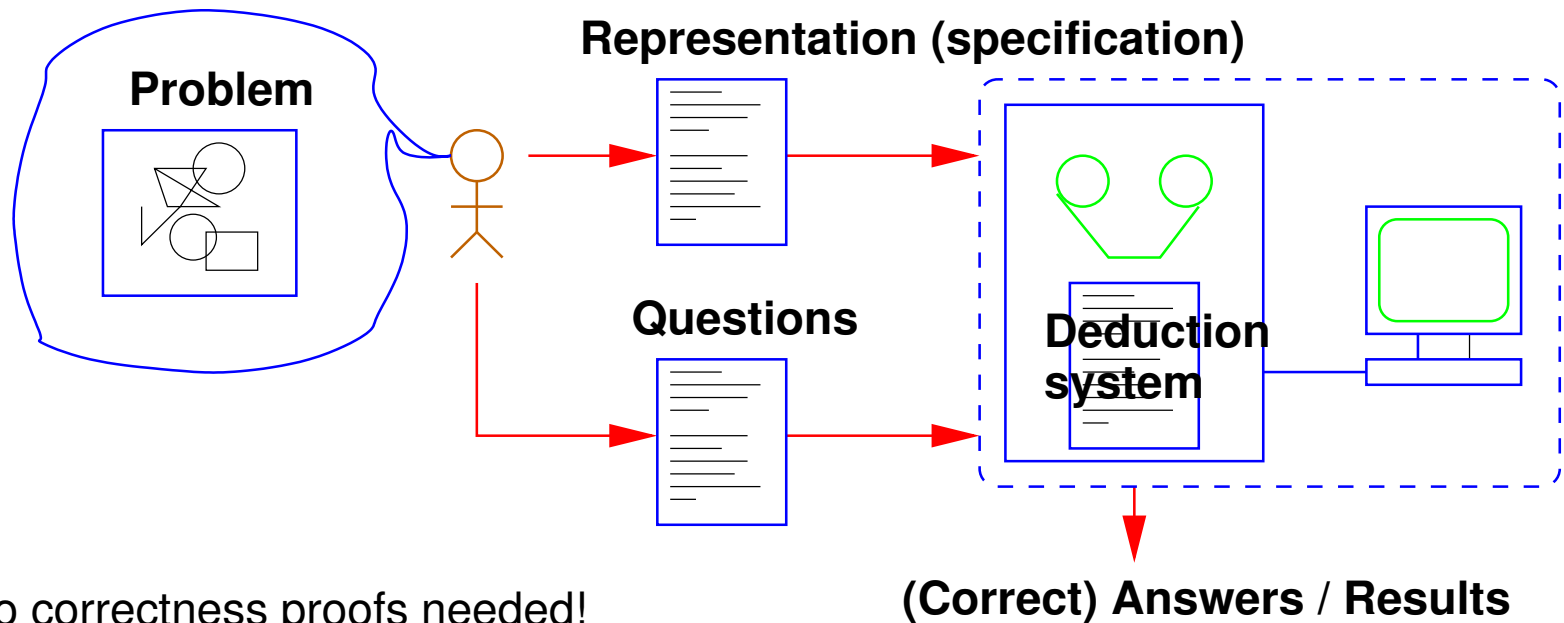 Representation (specification)
Problem
Questions
Deduction
system
(Correct) Answers / Results
correctness proofs needed!